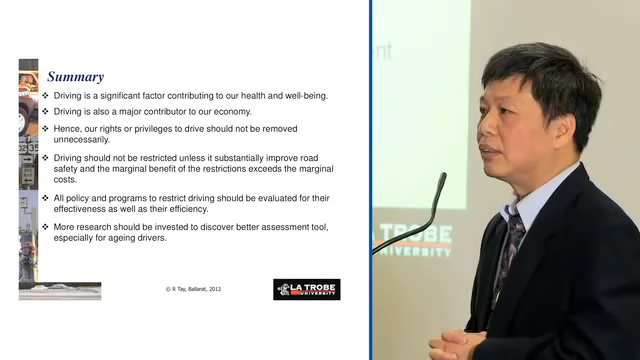 Summary
❖ Driving is a significant factor contributing to our health and well-being.
❖ Driving is also a major contributor to our economy.
❖ Hence, our rights or privileges to drive should not be removed
unnecessarily.
❖ Driving should not be restricted unless it substantially improve road
safety and the marginal benefit of the restrictions exceeds the marginal
costs.
❖ All policy and programs to restrict driving should be evaluated for their
effectiveness as well as their efficiency.
❖ More research should be invested to discover better assessment tool,
especially for ageing drivers.
© R Tay, Ballarat, 2012
LA TROBE
UNIVERSITY
LA TROBE
UNIVERSITY